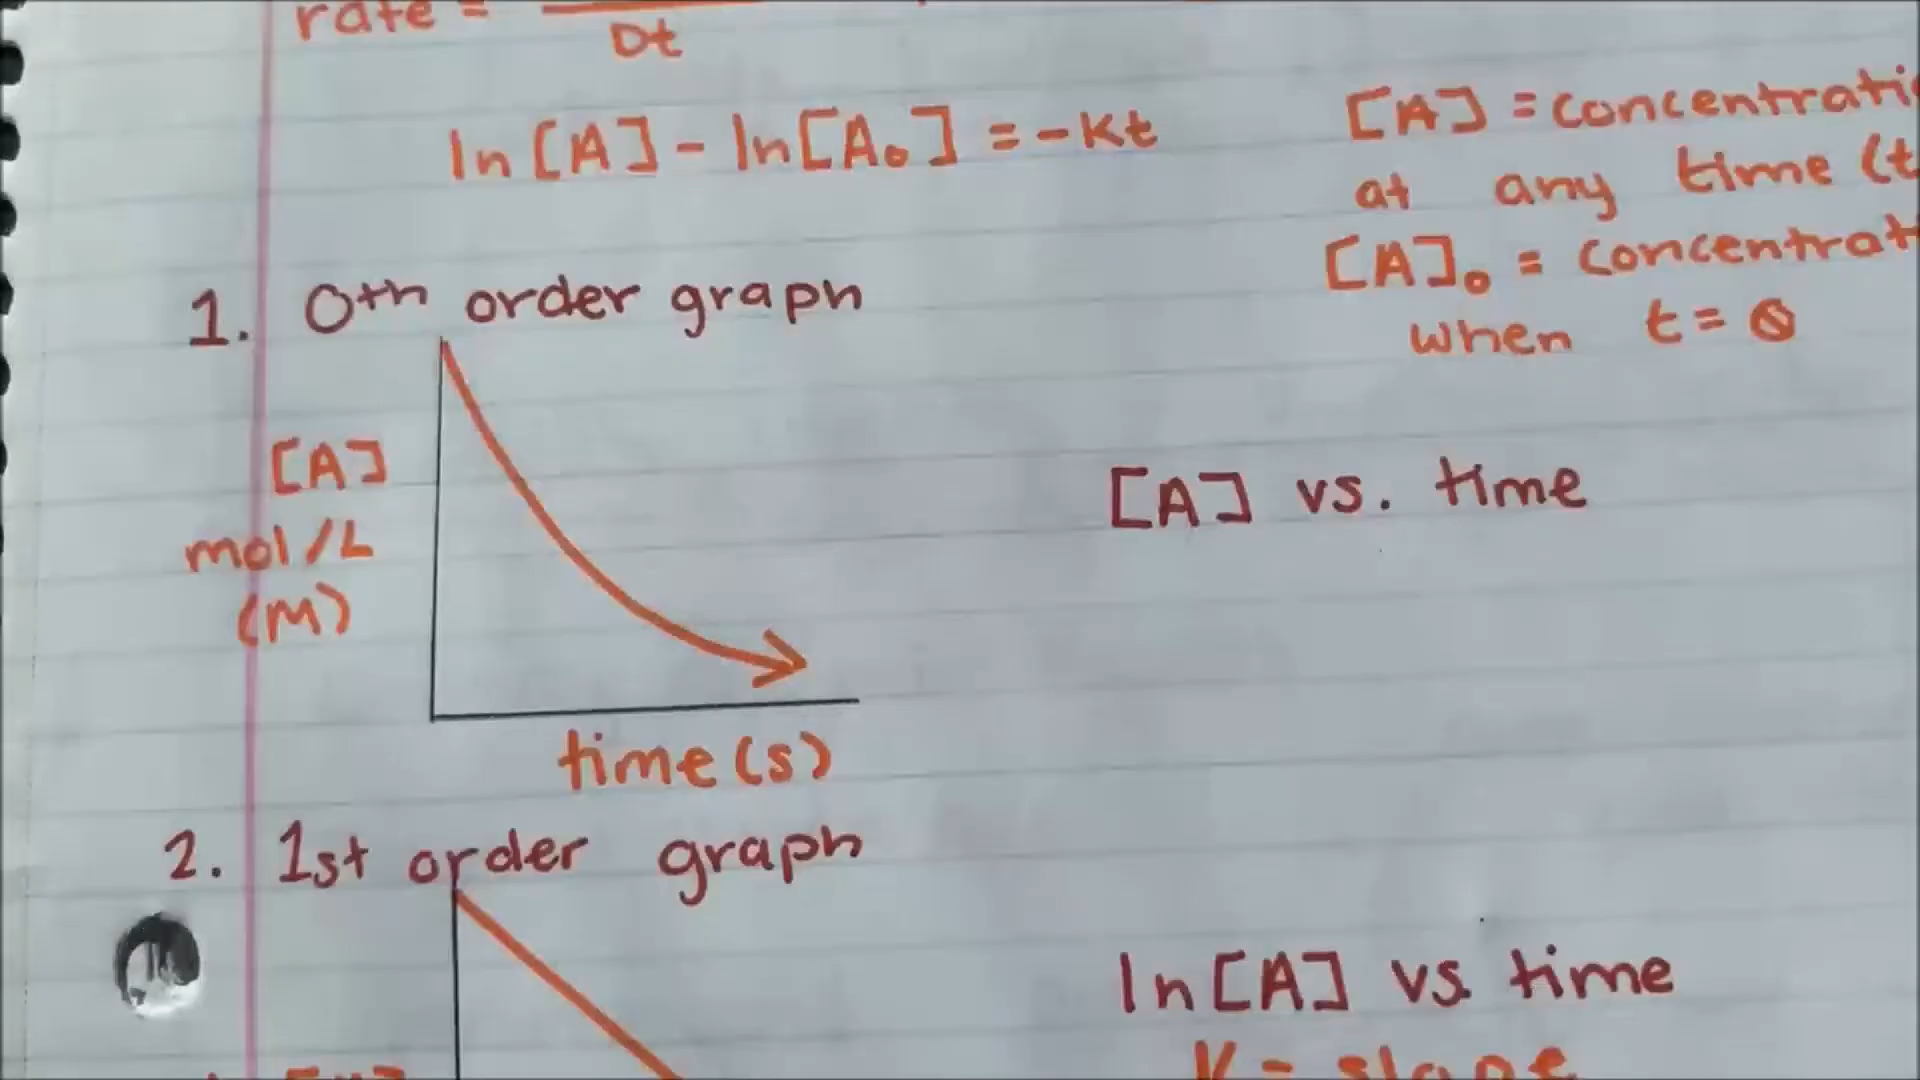 rate =
Dt
ln [A] - ln [A₀] = -kt
[A] = concentrati
at any time (t
[A]₀ = concentrat
when t = 0
1. 0th order graph
[A]
mol/L
(M)
[A] vs. time
time (s)
2. 1st order graph
ln [A] vs. time
K = slope